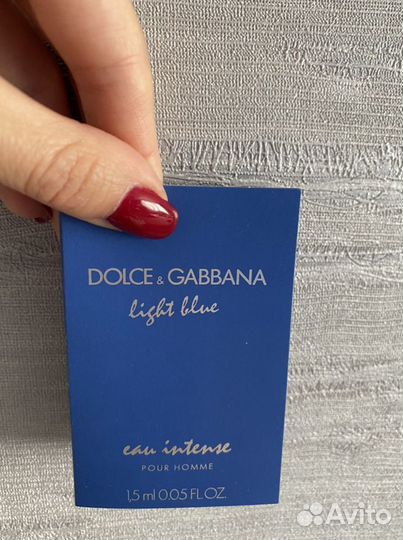 DOLCE & GABBANA
light blue
eau intense
POUR HOMME
1,5 ml 0.05 FL.OZ.
Avito